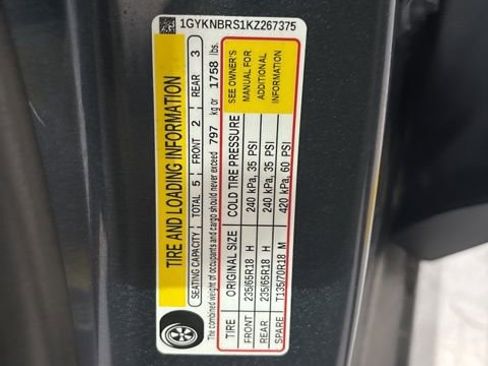 1GYKNBRS1KZ267375
TIRE AND LOADING INFORMATION
SEATING CAPACITY TOTAL 5 FRONT 2 REAR 3
The combined weight of occupants and cargo should never exceed 797 kg or 1758 lbs.
TIRE ORIGINAL SIZE COLD TIRE PRESSURE
FRONT 235/65R18 H 240 kPa, 35 PSI
REAR 235/65R18 H 240 kPa, 35 PSI
SPARE T135/70R18 M 420 kPa, 60 PSI
SEE OWNER'S
MANUAL FOR
ADDITIONAL
INFORMATION